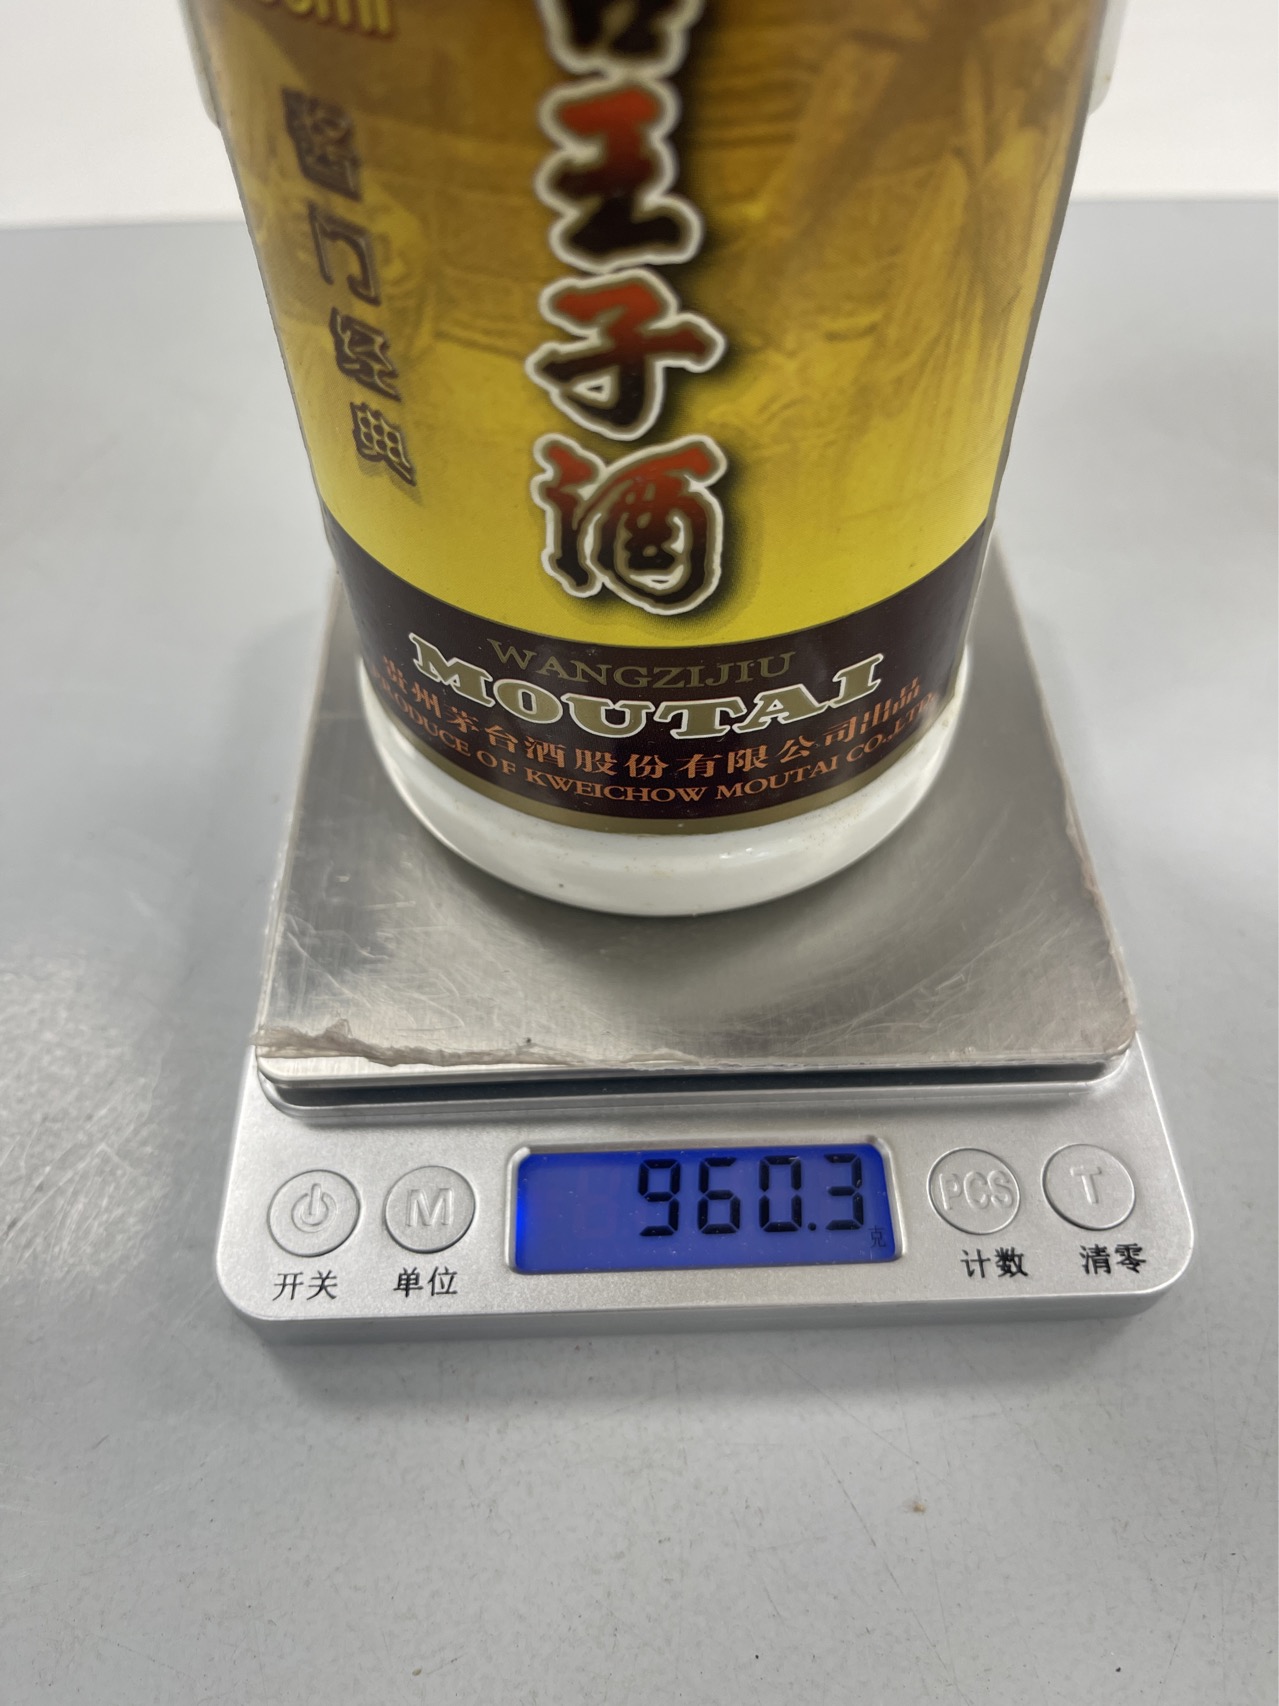 酱门经典
王子酒
WANGZIJIU
MOUTAI
贵州茅台酒股份有限公司出品
PRODUCE OF KWEICHOW MOUTAI CO.,LTD.
960.3
克
M
PCS
T
开关
单位
计数
清零